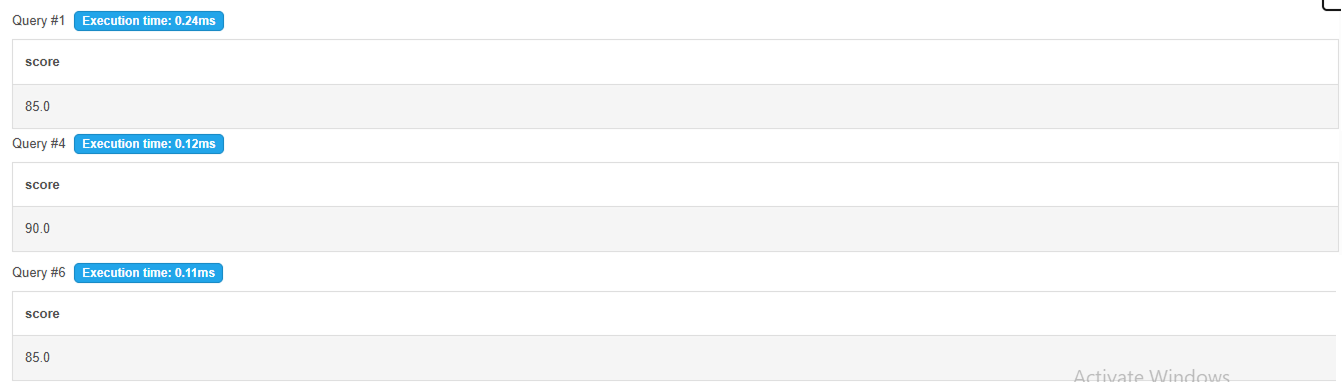 Query #1 Execution time: 0.24ms
score
85.0
Query #4 Execution time: 0.12ms
score
90.0
Query #6 Execution time: 0.11ms
score
85.0
Activate Windows